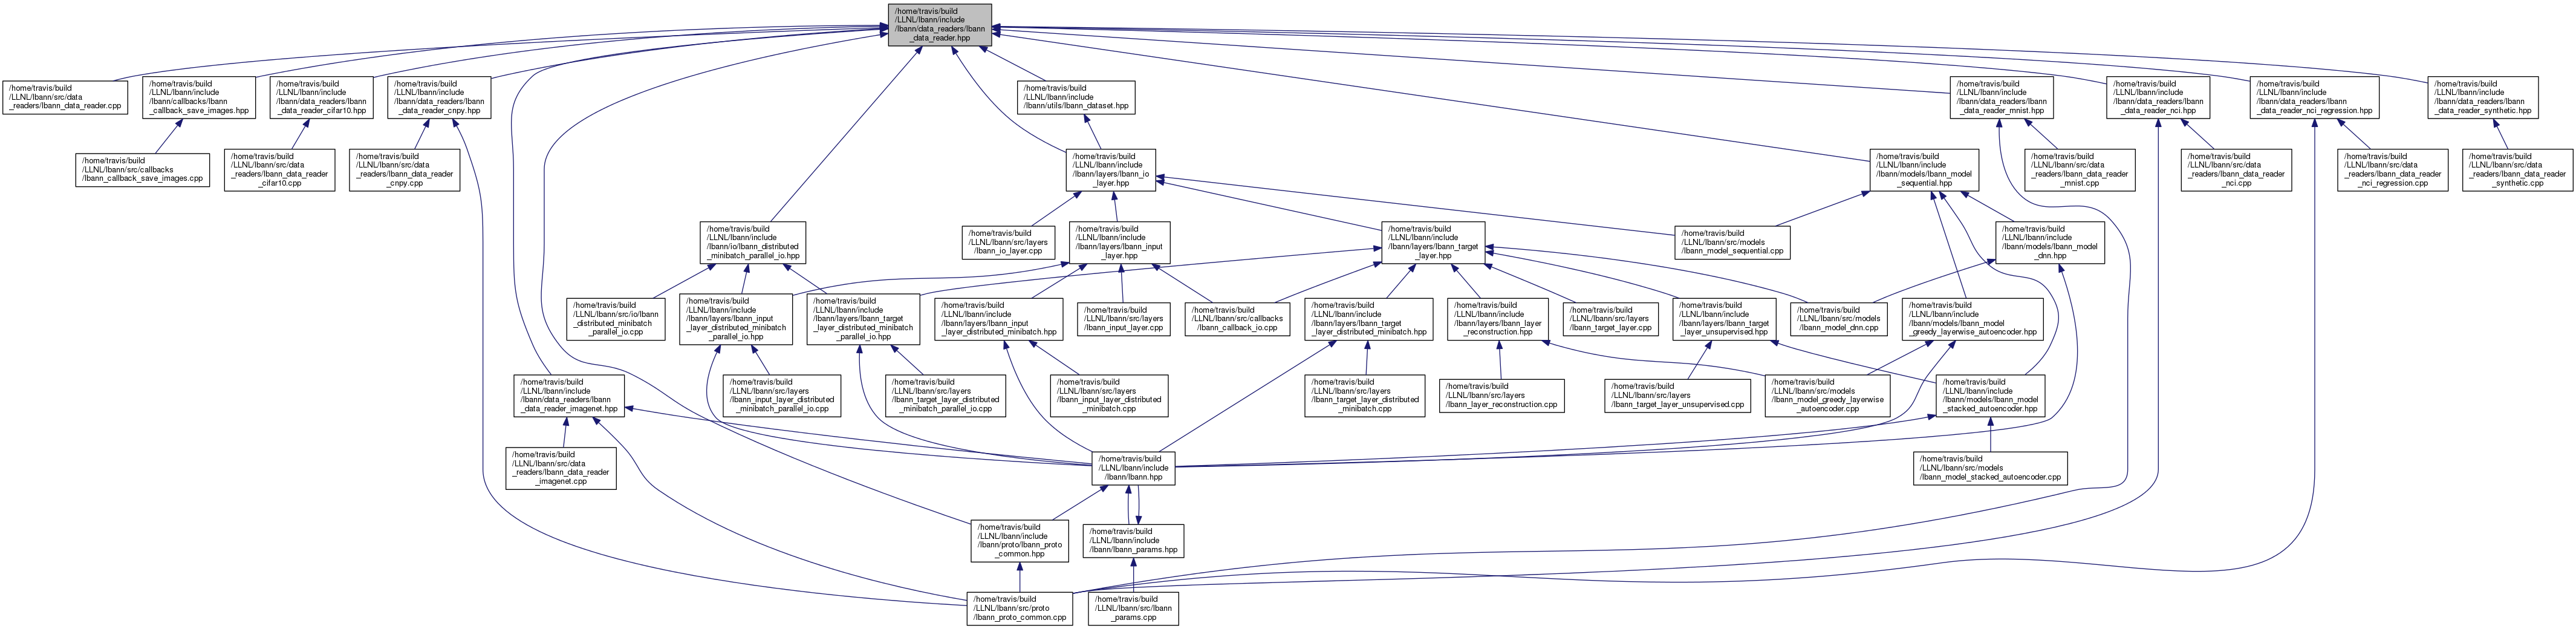 /home/travis/build
/LLNL/lbann/include
/lbann/data_readers/lbann
_data_reader.hpp
/home/travis/build
/LLNL/lbann/src/data
_readers/lbann_data_reader.cpp
/home/travis/build
/LLNL/lbann/include
/lbann/callbacks/lbann
_callback_save_images.hpp
/home/travis/build
/LLNL/lbann/include
/lbann/data_readers/lbann
_data_reader_cifar10.hpp
/home/travis/build
/LLNL/lbann/include
/lbann/data_readers/lbann
_data_reader_cnpy.hpp
/home/travis/build
/LLNL/lbann/include
/lbann/utils/lbann_dataset.hpp
/home/travis/build
/LLNL/lbann/include
/lbann/data_readers/lbann
_data_reader_mnist.hpp
/home/travis/build
/LLNL/lbann/include
/lbann/data_readers/lbann
_data_reader_nci.hpp
/home/travis/build
/LLNL/lbann/include
/lbann/data_readers/lbann
_data_reader_nci_regression.hpp
/home/travis/build
/LLNL/lbann/include
/lbann/data_readers/lbann
_data_reader_synthetic.hpp
/home/travis/build
/LLNL/lbann/src/callbacks
/lbann_callback_save_images.cpp
/home/travis/build
/LLNL/lbann/src/data
_readers/lbann_data_reader
_cifar10.cpp
/home/travis/build
/LLNL/lbann/src/data
_readers/lbann_data_reader
_cnpy.cpp
/home/travis/build
/LLNL/lbann/include
/lbann/layers/lbann_io
_layer.hpp
/home/travis/build
/LLNL/lbann/include
/lbann/models/lbann_model
_sequential.hpp
/home/travis/build
/LLNL/lbann/src/data
_readers/lbann_data_reader
_mnist.cpp
/home/travis/build
/LLNL/lbann/src/data
_readers/lbann_data_reader
_nci.cpp
/home/travis/build
/LLNL/lbann/src/data
_readers/lbann_data_reader
_nci_regression.cpp
/home/travis/build
/LLNL/lbann/src/data
_readers/lbann_data_reader
_synthetic.cpp
/home/travis/build
/LLNL/lbann/include
/lbann/io/lbann_distributed
_minibatch_parallel_io.hpp
/home/travis/build
/LLNL/lbann/src/layers
/lbann_io_layer.cpp
/home/travis/build
/LLNL/lbann/include
/lbann/layers/lbann_input
_layer.hpp
/home/travis/build
/LLNL/lbann/include
/lbann/layers/lbann_target
_layer.hpp
/home/travis/build
/LLNL/lbann/src/models
/lbann_model_sequential.cpp
/home/travis/build
/LLNL/lbann/include
/lbann/models/lbann_model
_dnn.hpp
/home/travis/build
/LLNL/lbann/src/io/lbann
_distributed_minibatch
_parallel_io.cpp
/home/travis/build
/LLNL/lbann/include
/lbann/layers/lbann_input
_layer_distributed_minibatch
_parallel_io.hpp
/home/travis/build
/LLNL/lbann/include
/lbann/layers/lbann_target
_layer_distributed_minibatch
_parallel_io.hpp
/home/travis/build
/LLNL/lbann/include
/lbann/layers/lbann_input
_layer_distributed_minibatch.hpp
/home/travis/build
/LLNL/lbann/src/layers
/lbann_input_layer.cpp
/home/travis/build
/LLNL/lbann/src/callbacks
/lbann_callback_io.cpp
/home/travis/build
/LLNL/lbann/include
/lbann/layers/lbann_target
_layer_distributed_minibatch.hpp
/home/travis/build
/LLNL/lbann/include
/lbann/layers/lbann_layer
_reconstruction.hpp
/home/travis/build
/LLNL/lbann/src/layers
/lbann_target_layer.cpp
/home/travis/build
/LLNL/lbann/include
/lbann/layers/lbann_target
_layer_unsupervised.hpp
/home/travis/build
/LLNL/lbann/src/models
/lbann_model_dnn.cpp
/home/travis/build
/LLNL/lbann/include
/lbann/models/lbann_model
_greedy_layerwise_autoencoder.hpp
/home/travis/build
/LLNL/lbann/include
/lbann/data_readers/lbann
_data_reader_imagenet.hpp
/home/travis/build
/LLNL/lbann/src/layers
/lbann_input_layer_distributed
_minibatch_parallel_io.cpp
/home/travis/build
/LLNL/lbann/src/layers
/lbann_target_layer_distributed
_minibatch_parallel_io.cpp
/home/travis/build
/LLNL/lbann/src/layers
/lbann_input_layer_distributed
_minibatch.cpp
/home/travis/build
/LLNL/lbann/src/layers
/lbann_target_layer_distributed
_minibatch.cpp
/home/travis/build
/LLNL/lbann/src/layers
/lbann_layer_reconstruction.cpp
/home/travis/build
/LLNL/lbann/src/layers
/lbann_target_layer_unsupervised.cpp
/home/travis/build
/LLNL/lbann/src/models
/lbann_model_greedy_layerwise
_autoencoder.cpp
/home/travis/build
/LLNL/lbann/include
/lbann/models/lbann_model
_stacked_autoencoder.hpp
/home/travis/build
/LLNL/lbann/src/data
_readers/lbann_data_reader
_imagenet.cpp
/home/travis/build
/LLNL/lbann/include
/lbann/lbann.hpp
/home/travis/build
/LLNL/lbann/src/models
/lbann_model_stacked_autoencoder.cpp
/home/travis/build
/LLNL/lbann/include
/lbann/proto/lbann_proto
_common.hpp
/home/travis/build
/LLNL/lbann/include
/lbann/lbann_params.hpp
/home/travis/build
/LLNL/lbann/src/proto
/lbann_proto_common.cpp
/home/travis/build
/LLNL/lbann/src/lbann
_params.cpp